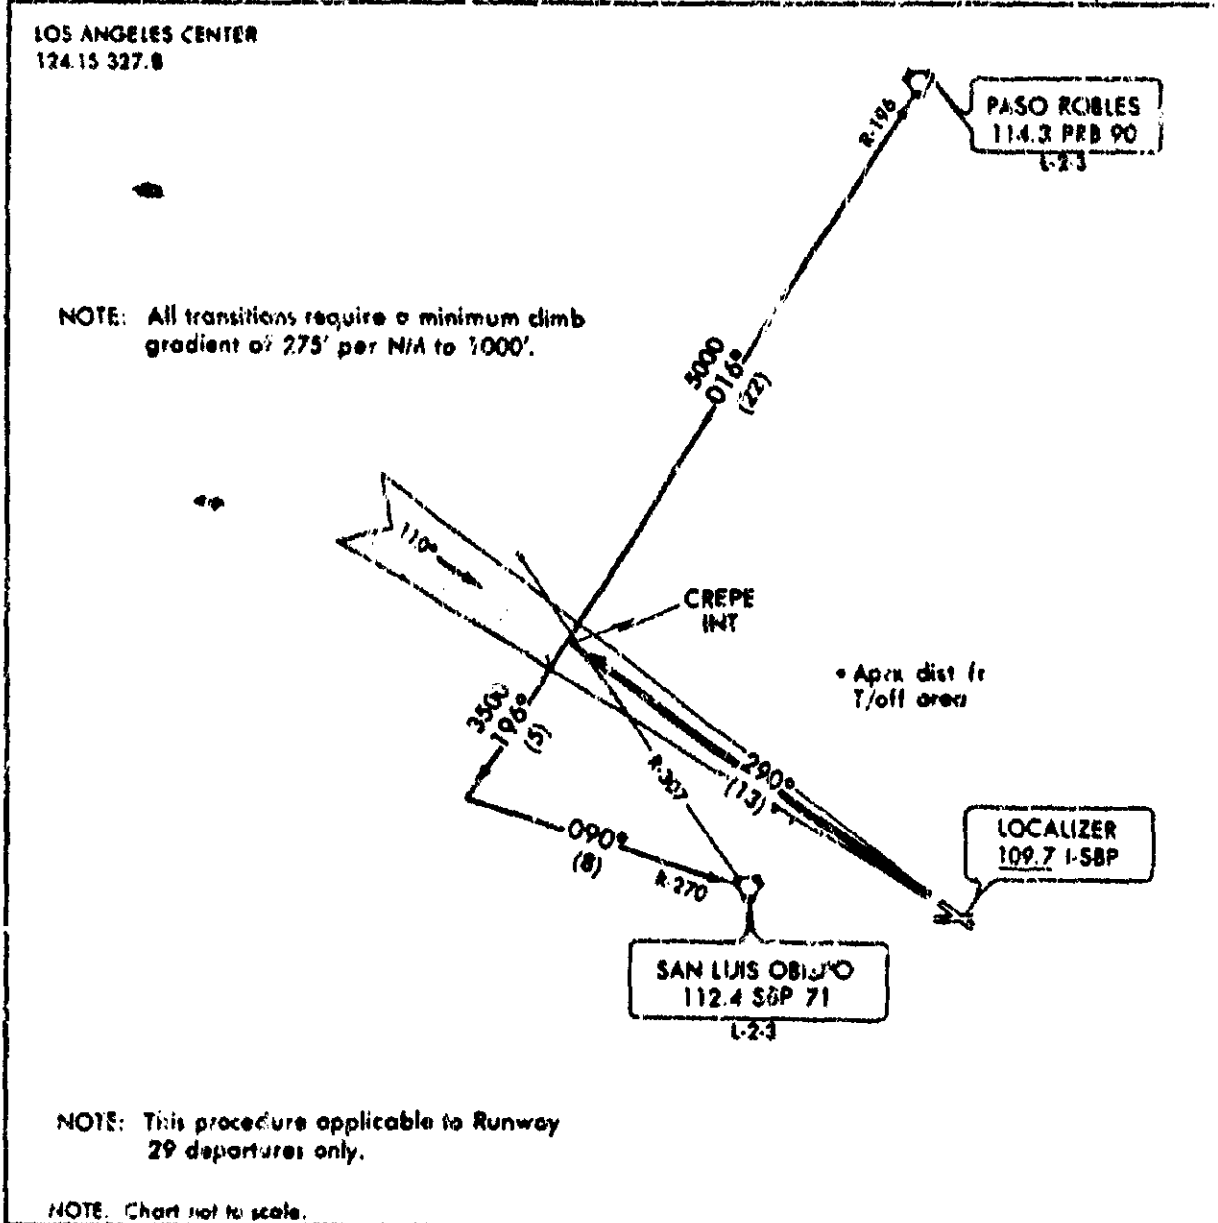 LOS ANGELES CENTER
124.15 327.8
PASO ROBLES
114.3 PRB 90
L-2-3
R-196
NOTE: All transitions require a minimum climb
gradient of 275' per NM to 1000'.
5000
016°
(22)
110°
CREPE
INT
• Aprx dist fr
T/off area
3500
196°
(5)
R-307
290°
(13)
LOCALIZER
109.7 I-SBP
090°
(8)
R-270
SAN LUIS OBISPO
112.4 SBP 71
L-2-3
NOTE: This procedure applicable to Runway
29 departures only.
NOTE. Chart not to scale.